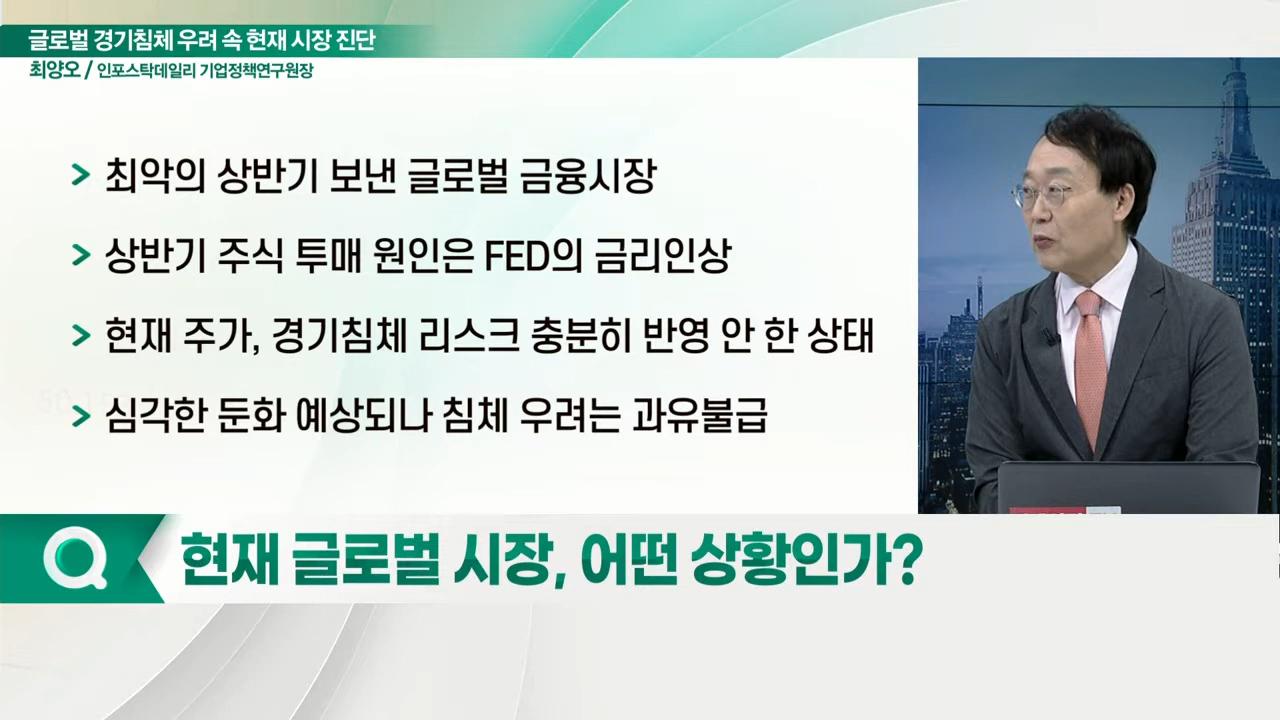 글로벌 경기침체 우려 속 현재 시장 진단
최양오 / 인포스탁데일리 기업정책연구원장
최악의 상반기 보낸 글로벌 금융시장
상반기 주식 투매 원인은 FED의 금리인상
현재 주가, 경기침체 리스크 충분히 반영 안 한 상태
심각한 둔화 예상되나 침체 우려는 과유불급
현재 글로벌 시장, 어떤 상황인가?